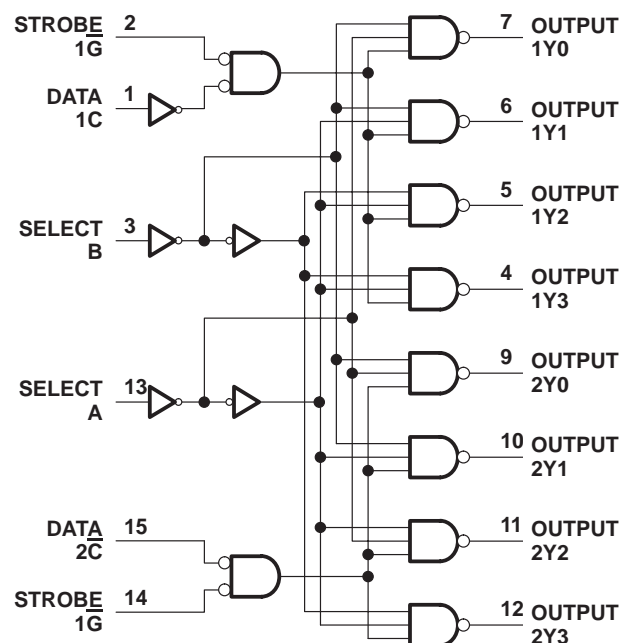 STROBE 2
1G
DATA 1
1C
SELECT 3
B
SELECT 13
A
DATA 15
2C
STROBE 14
1G
7 OUTPUT
1Y0
6 OUTPUT
1Y1
5 OUTPUT
1Y2
4 OUTPUT
1Y3
9 OUTPUT
2Y0
10 OUTPUT
2Y1
11 OUTPUT
2Y2
12 OUTPUT
2Y3